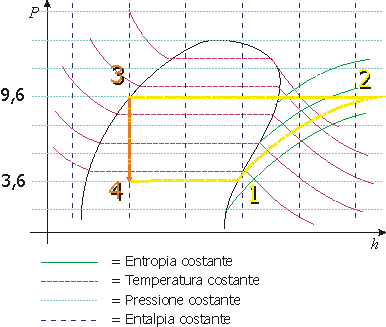 P
3
2
9,6
3,6
4
1
h
= Entropia costante
= Temperatura costante
= Pressione costante
= Entalpia costante